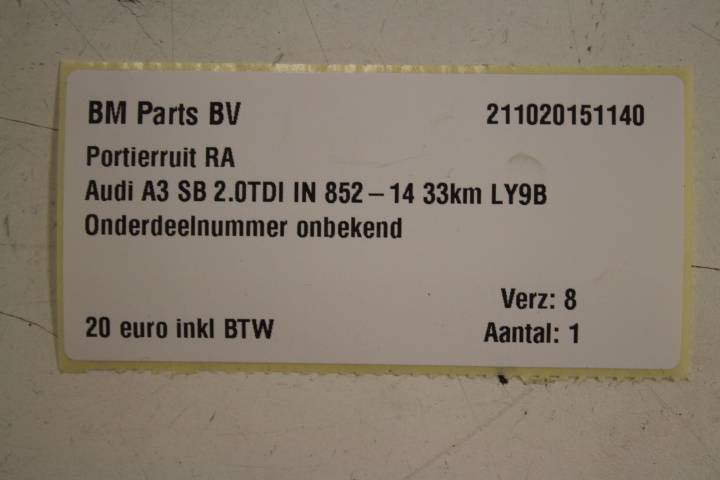 BM Parts BV 211020151140
Portierruit RA
Audi A3 SB 2.0TDI IN 852 – 14 33km LY9B
Onderdeelnummer onbekend
Verz: 8
20 euro inkl BTW Aantal: 1